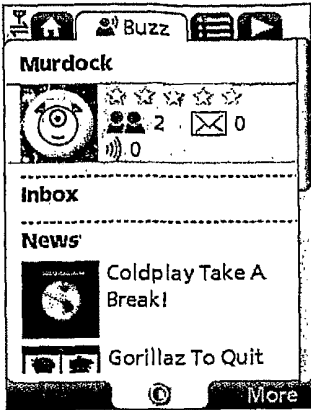 Buzz
Murdock
2 0
0
Inbox
News
Coldplay Take A
Break!
Gorillaz To Quit
More